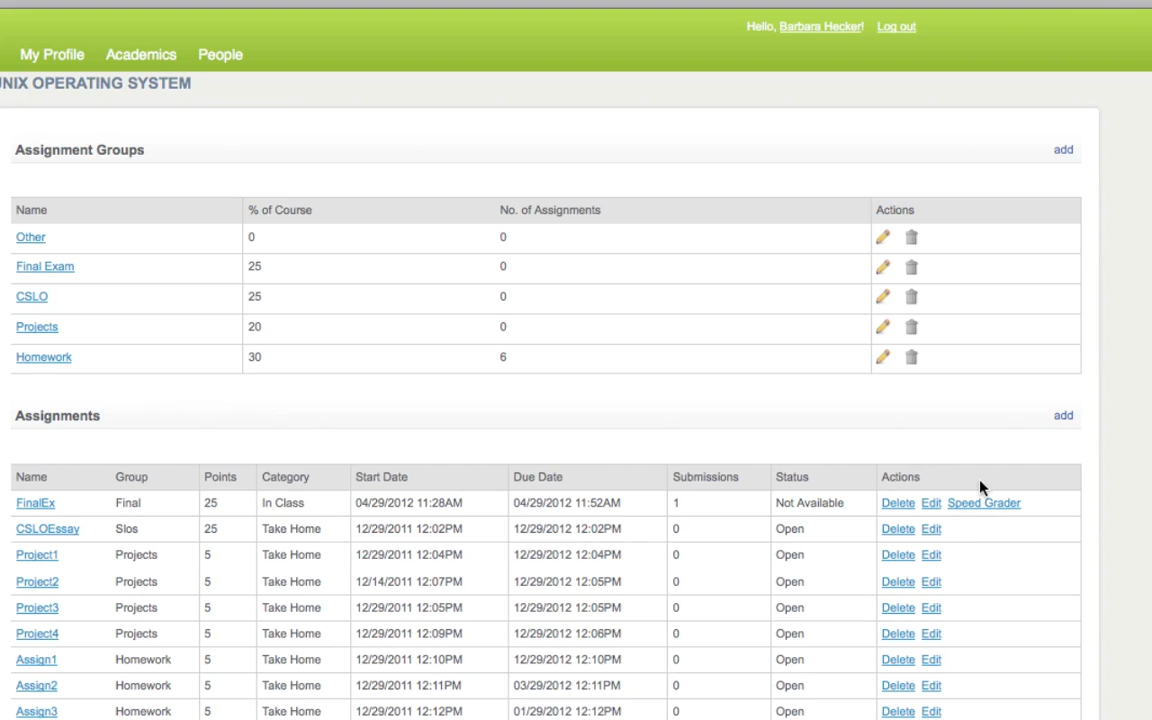 Hello, Barbara Hecker! Log out
My Profile Academics People
UNIX OPERATING SYSTEM
Assignment Groups add
Name % of Course No. of Assignments Actions
Other 0 0
Final Exam 25 0
CSLO 25 0
Projects 20 0
Homework 30 6
Assignments add
Name Group Points Category Start Date Due Date Submissions Status Actions
FinalEx Final 25 In Class 04/29/2012 11:28AM 04/29/2012 11:52AM 1 Not Available Delete Edit Speed Grader
CSLOEssay Slos 25 Take Home 12/29/2011 12:02PM 12/29/2012 12:02PM 0 Open Delete Edit
Project1 Projects 5 Take Home 12/29/2011 12:04PM 12/29/2012 12:04PM 0 Open Delete Edit
Project2 Projects 5 Take Home 12/14/2011 12:07PM 12/29/2012 12:05PM 0 Open Delete Edit
Project3 Projects 5 Take Home 12/29/2011 12:05PM 12/29/2012 12:05PM 0 Open Delete Edit
Project4 Projects 5 Take Home 12/29/2011 12:09PM 12/29/2012 12:06PM 0 Open Delete Edit
Assign1 Homework 5 Take Home 12/29/2011 12:10PM 12/29/2012 12:10PM 0 Open Delete Edit
Assign2 Homework 5 Take Home 12/29/2011 12:11PM 03/29/2012 12:11PM 0 Open Delete Edit
Assign3 Homework 5 Take Home 12/29/2011 12:12PM 01/29/2012 12:12PM 0 Open Delete Edit